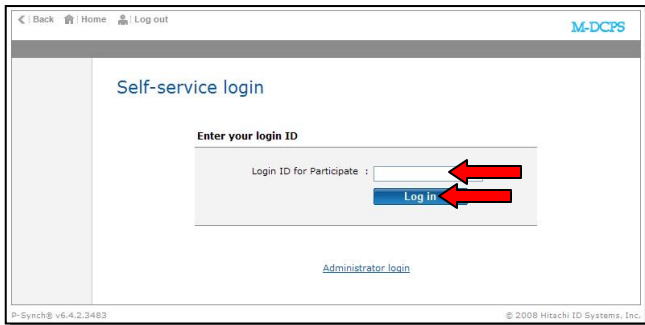 Back Home Log out
M-DCPS
Self-service login
Enter your login ID
Login ID for Participate :
Log in
Administrator login
P-Synch® v6.4.2.3483 © 2008 Hitachi ID Systems, Inc.